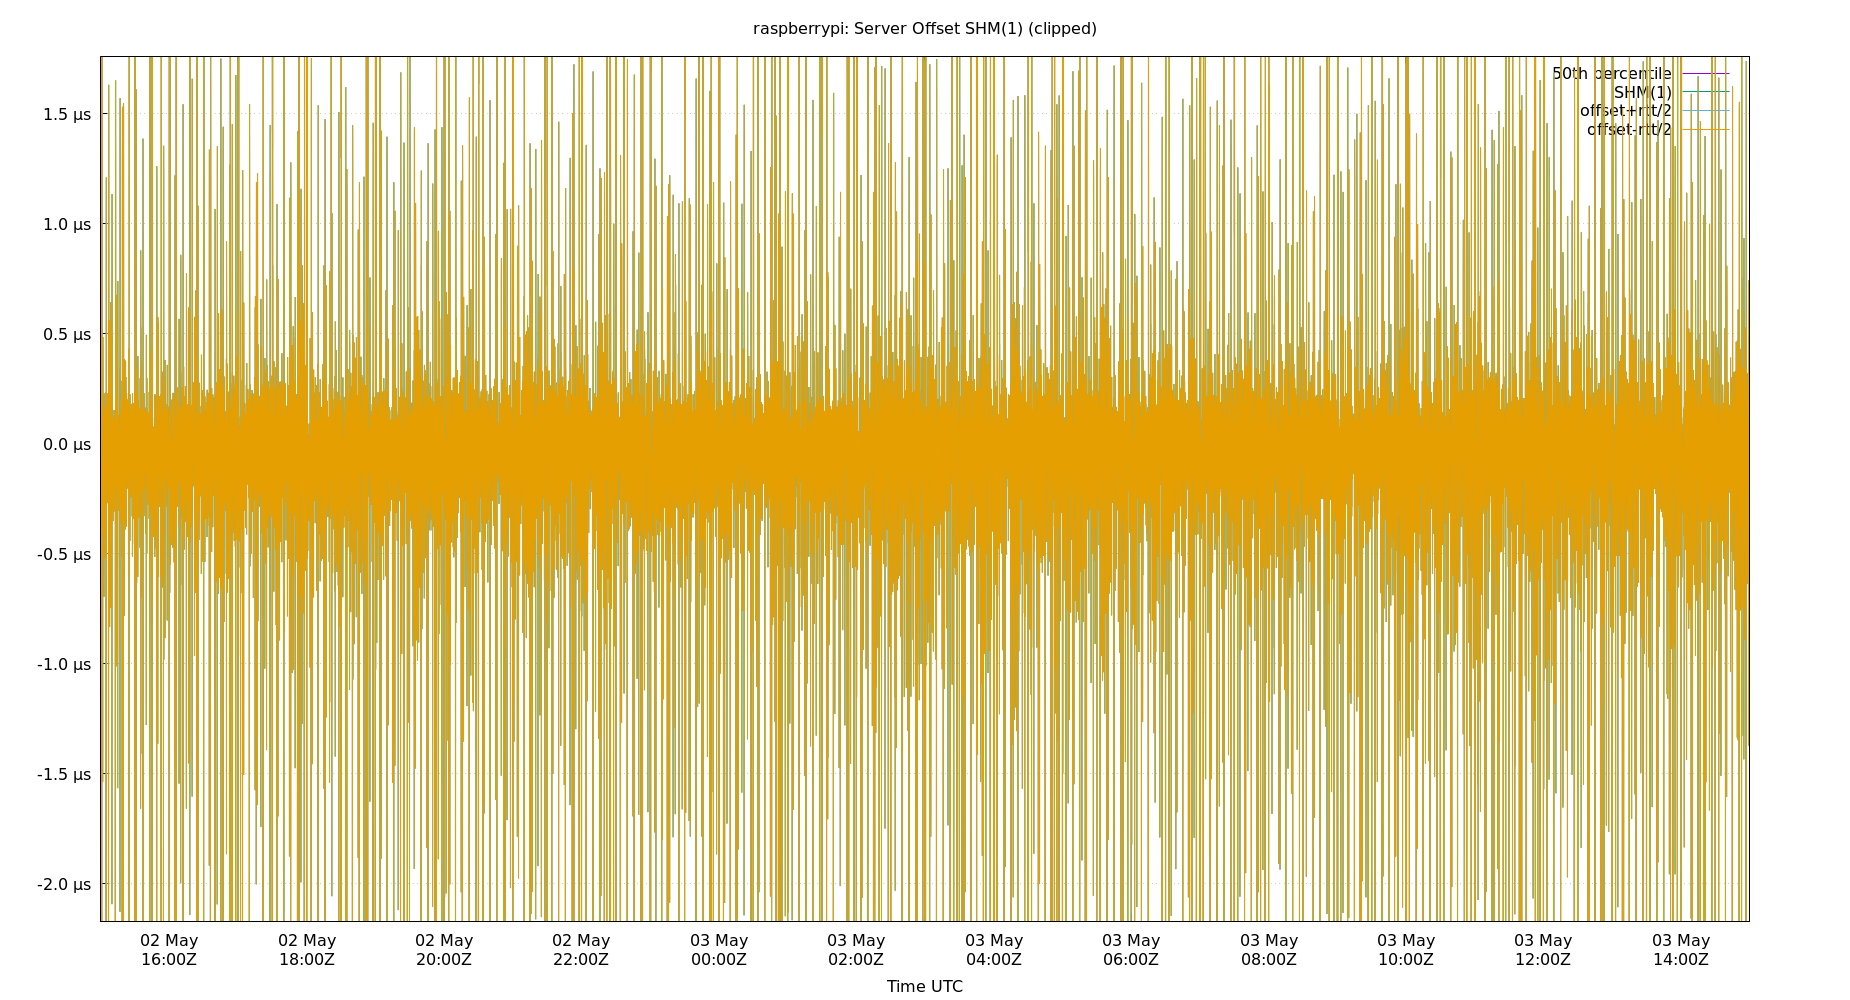 raspberrypi: Server Offset SHM(1) (clipped)
50th percentile
SHM(1)
offset+rtt/2
offset-rtt/2
1.5 µs
1.0 µs
0.5 µs
0.0 µs
-0.5 µs
-1.0 µs
-1.5 µs
-2.0 µs
02 May 02 May 02 May 02 May 03 May 03 May 03 May 03 May 03 May 03 May 03 May 03 May
16:00Z 18:00Z 20:00Z 22:00Z 00:00Z 02:00Z 04:00Z 06:00Z 08:00Z 10:00Z 12:00Z 14:00Z
Time UTC